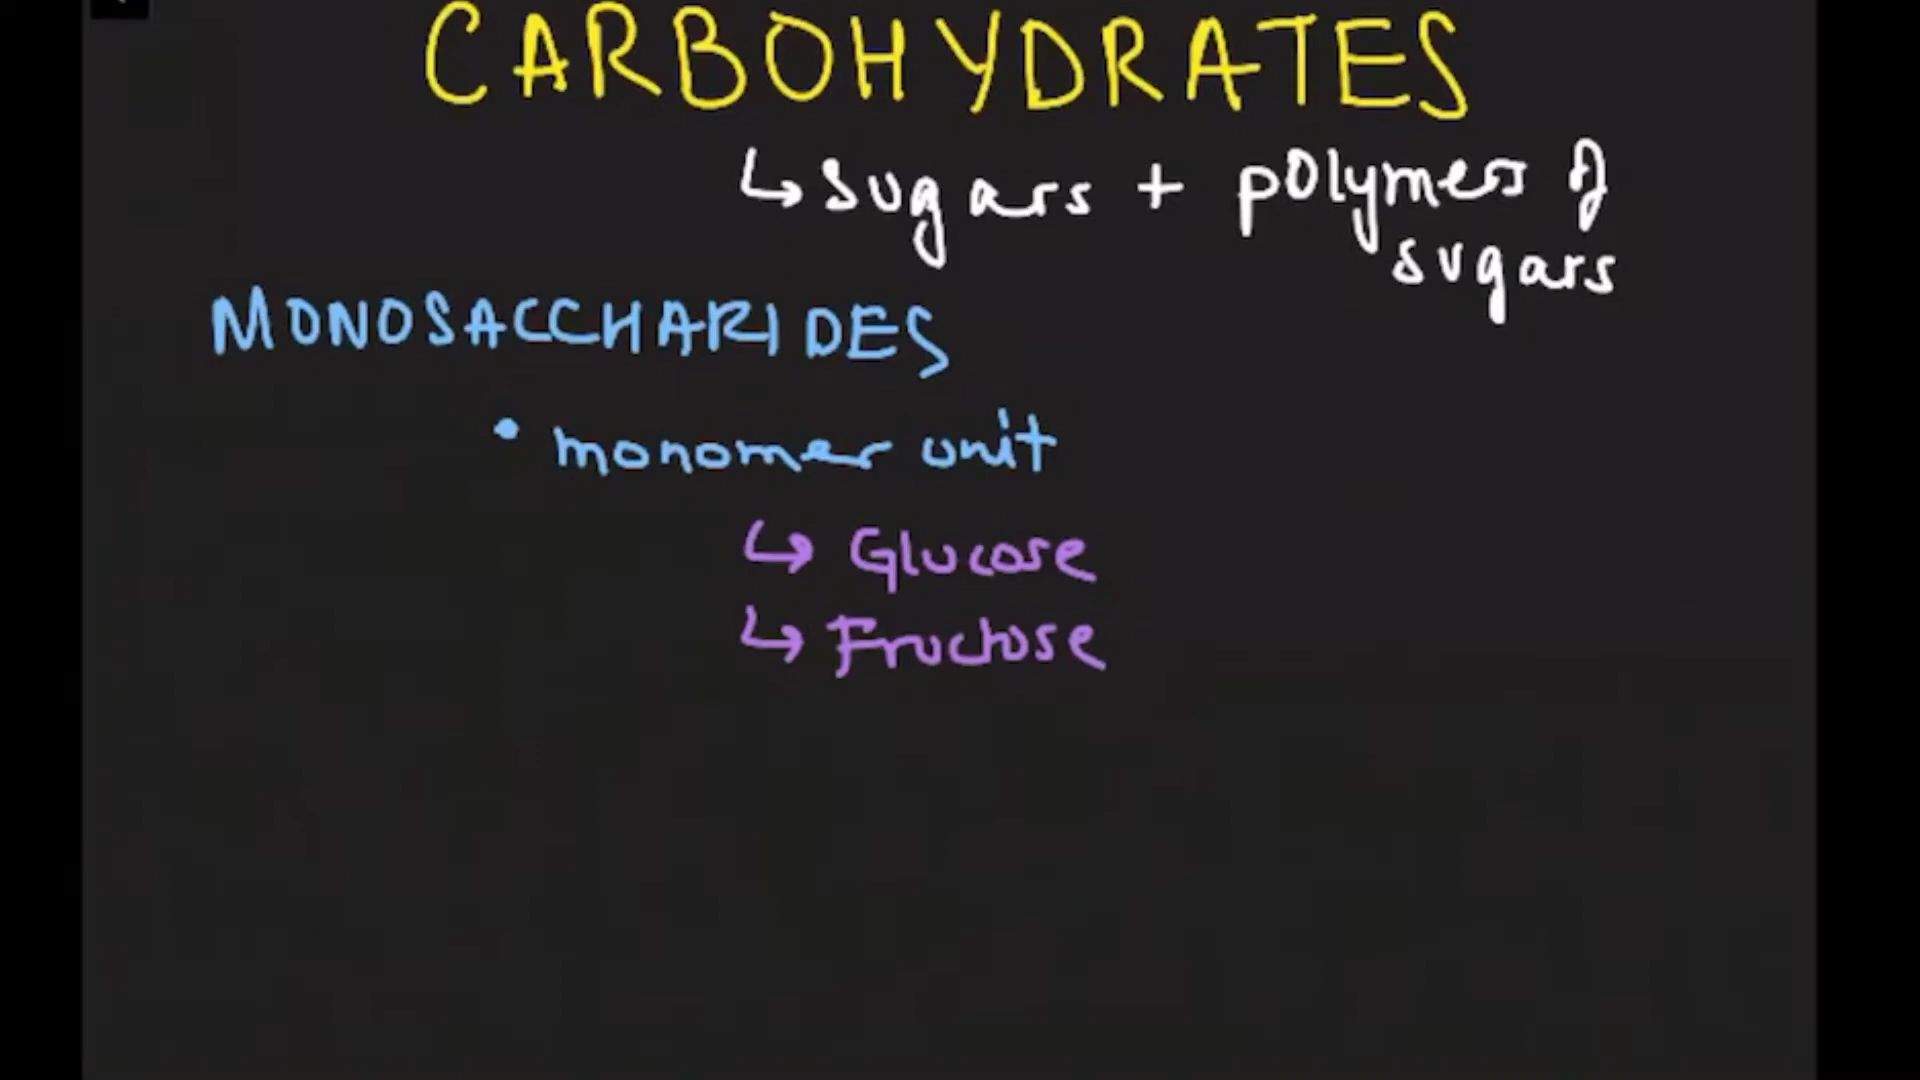 CARBOHYDRATES
↳ sugars + polymers of
sugars
MONOSACCHARIDES
• monomer unit
↳ Glucose
↳ Fructose